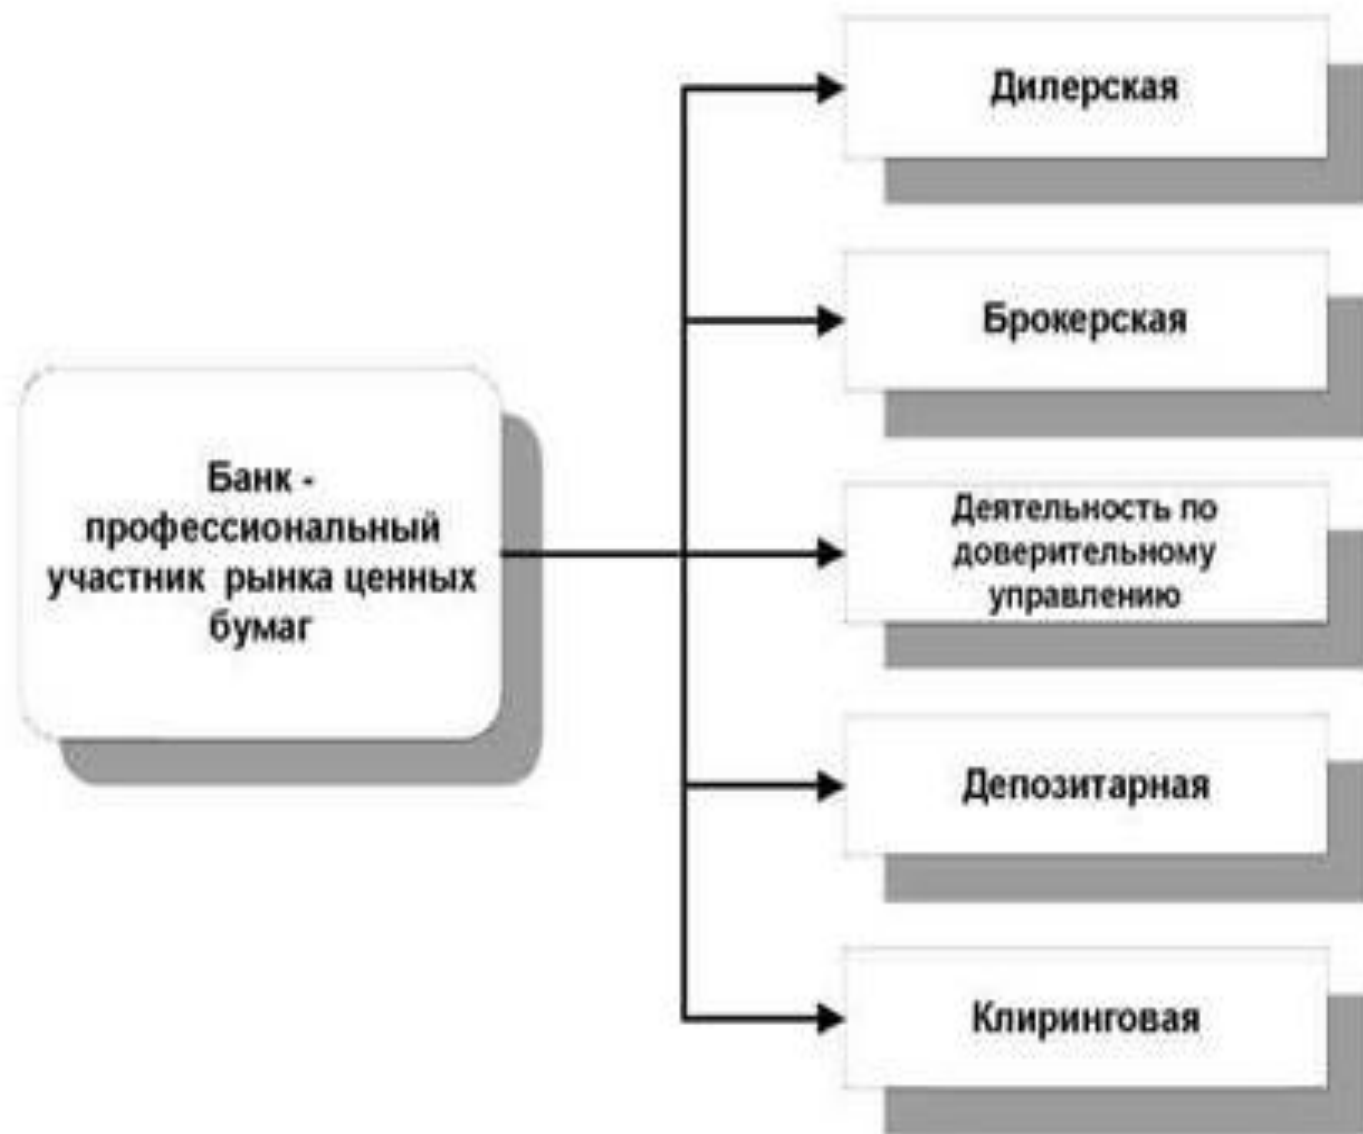 Дилерская
Брокерская
Банк -
профессиональный
участник рынка ценных
бумаг
Деятельность по
доверительному
управлению
Депозитарная
Клиринговая